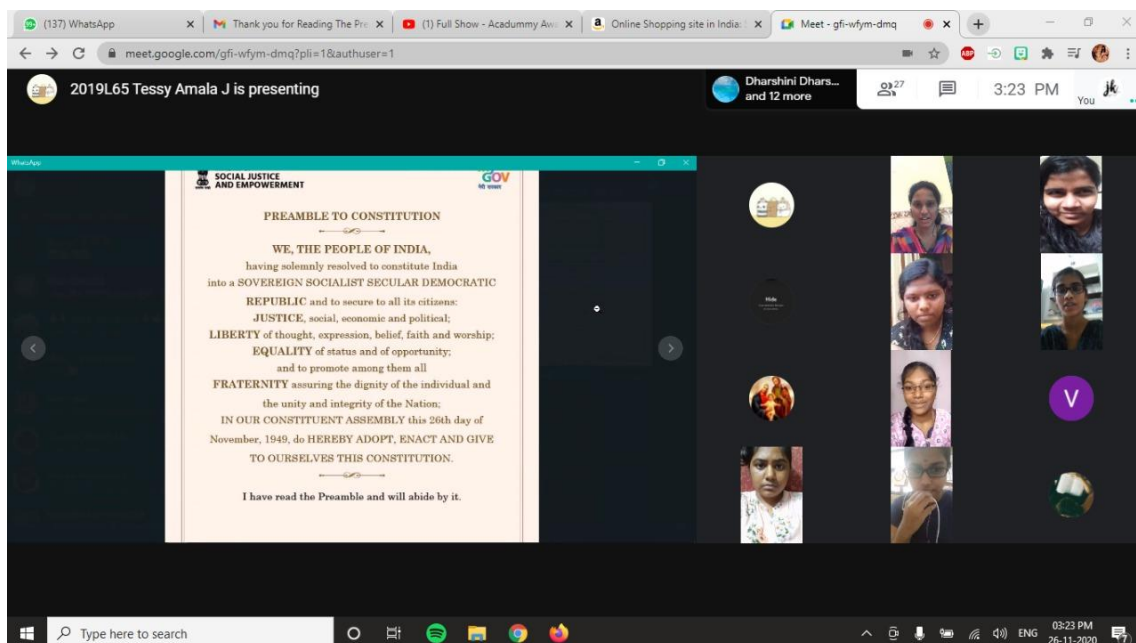 (137) WhatsApp
Thank you for Reading The Pre
(1) Full Show - Acadummy Awa
Online Shopping site in India:
Meet - gfi-wfym-dmq
meet.google.com/gfi-wfym-dmq?pli=1&authuser=1
2019L65 Tessy Amala J is presenting
Dharshini Dhars...
and 12 more
27
3:23 PM
You
jk
WhatsApp
SOCIAL JUSTICE
AND EMPOWERMENT
GOV
मेरी सरकार
PREAMBLE TO CONSTITUTION
WE, THE PEOPLE OF INDIA,
having solemnly resolved to constitute India
into a SOVEREIGN SOCIALIST SECULAR DEMOCRATIC
REPUBLIC and to secure to all its citizens:
JUSTICE, social, economic and political;
LIBERTY of thought, expression, belief, faith and worship;
EQUALITY of status and of opportunity;
and to promote among them all
FRATERNITY assuring the dignity of the individual and
the unity and integrity of the Nation;
IN OUR CONSTITUENT ASSEMBLY this 26th day of
November, 1949, do HEREBY ADOPT, ENACT AND GIVE
TO OURSELVES THIS CONSTITUTION.
I have read the Preamble and will abide by it.
V
Type here to search
ENG
03:23 PM
26-11-2020